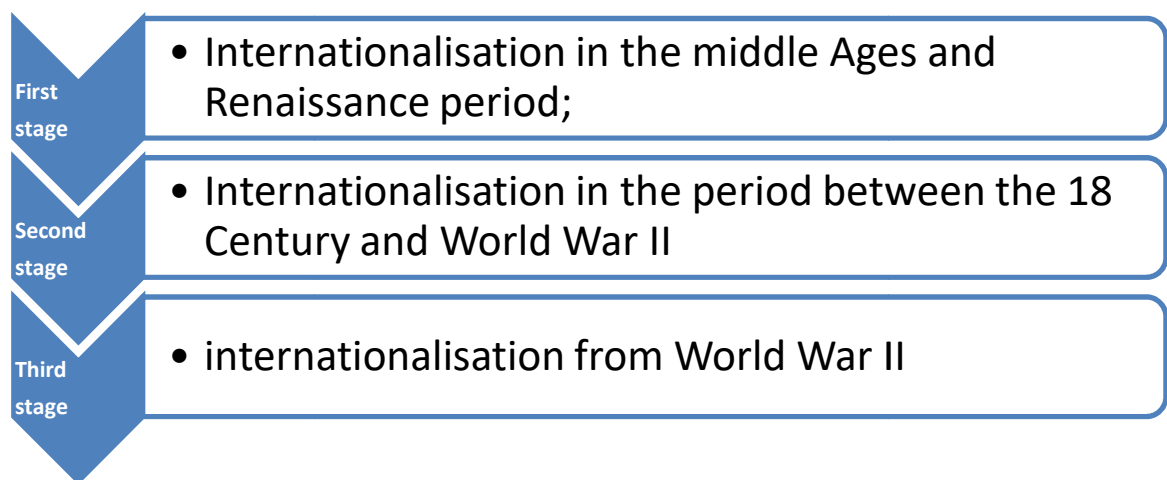 First
stage
• Internationalisation in the middle Ages and
Renaissance period;
Second
stage
• Internationalisation in the period between the 18
Century and World War II
Third
stage
• internationalisation from World War II